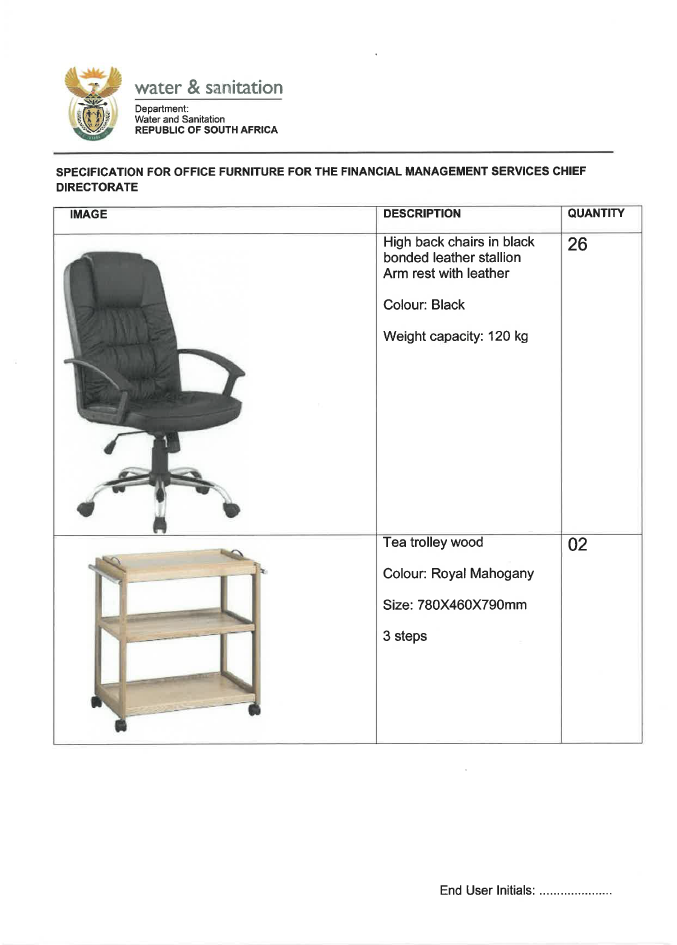 water & sanitation
Department:
Water and Sanitation
REPUBLIC OF SOUTH AFRICA
SPECIFICATION FOR OFFICE FURNITURE FOR THE FINANCIAL MANAGEMENT SERVICES CHIEF
DIRECTORATE
IMAGE
DESCRIPTION
QUANTITY
High back chairs in black
bonded leather stallion
Arm rest with leather
Colour: Black
Weight capacity: 120 kg
26
Tea trolley wood
Colour: Royal Mahogany
Size: 780X460X790mm
3 steps
02
End User Initials: .....................